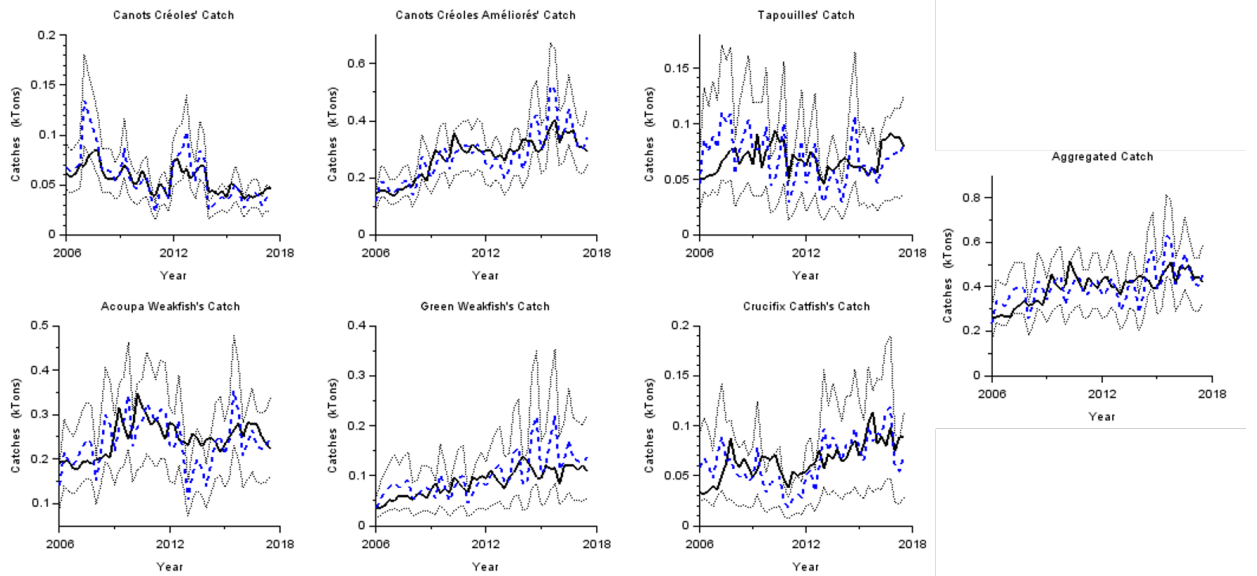 Canots Créoles' Catch
Catches (kTons)
0.2
0.15
0.1
0.05
0
2006
2012
2018
Year
Canots Créoles Améliorés' Catch
Catches (kTons)
0.6
0.4
0.2
0
2006
2012
2018
Year
Tapouilles' Catch
Catches (kTons)
0.15
0.1
0.05
0
2006
2012
2018
Year
Aggregated Catch
Catches (kTons)
0.8
0.6
0.4
0.2
0
2006
2012
2018
Year
Acoupa Weakfish's Catch
Catches (kTons)
0.5
0.4
0.3
0.2
0.1
2006
2012
2018
Year
Green Weakfish's Catch
Catches (kTons)
0.4
0.3
0.2
0.1
0
2006
2012
2018
Year
Crucifix Catfish's Catch
Catches (kTons)
0.2
0.15
0.1
0.05
0
2006
2012
2018
Year